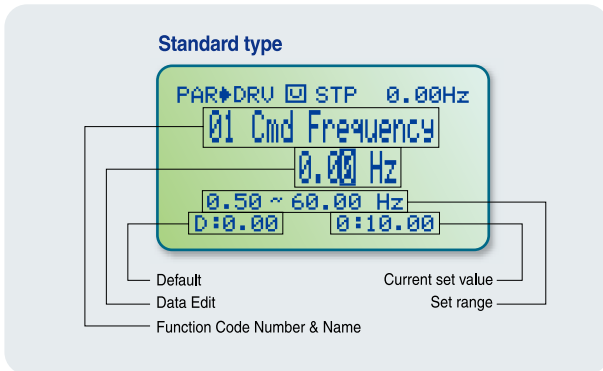 Standard type
PAR➧DRV U STP 0.00Hz
01 Cmd Frequency
0.00 Hz
0.50 ~ 60.00 Hz
D:0.00 0:10.00
Default Current set value
Data Edit Set range
Function Code Number & Name